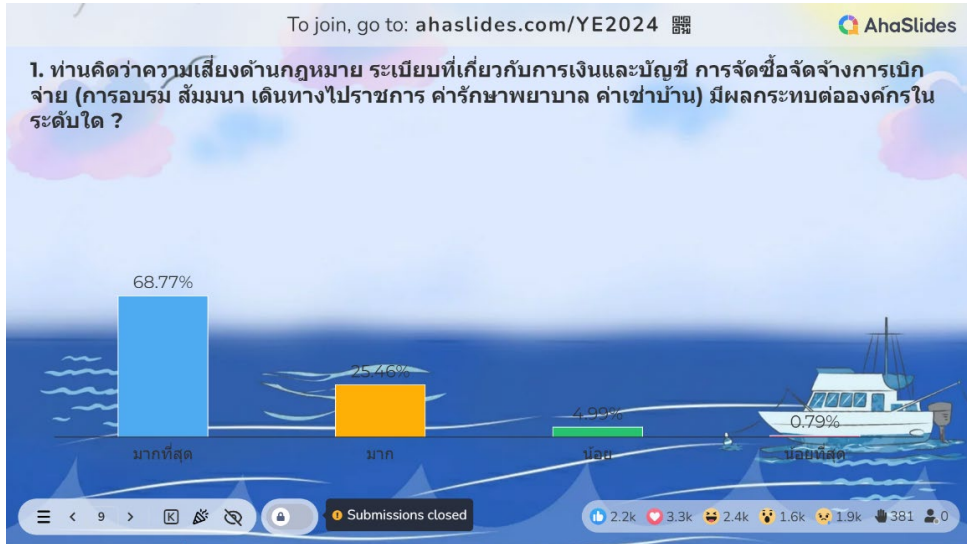 To join, go to: ahaslides.com/YE2024
AhaSlides
1. ท่านคิดว่าความเสี่ยงด้านกฎหมาย ระเบียบที่เกี่ยวกับการเงินและบัญชี การจัดซื้อจัดจ้างการเบิก
จ่าย (การอบรม สัมมนา เดินทางไปราชการ ค่ารักษาพยาบาล ค่าเช่าบ้าน) มีผลกระทบต่อองค์กรใน
ระดับใด ?
68.77%
25.46%
4.99%
0.79%
มากที่สุด
มาก
น้อย
น้อยที่สุด
9
K
Submissions closed
2.2k
3.3k
2.4k
1.6k
1.9k
381
0